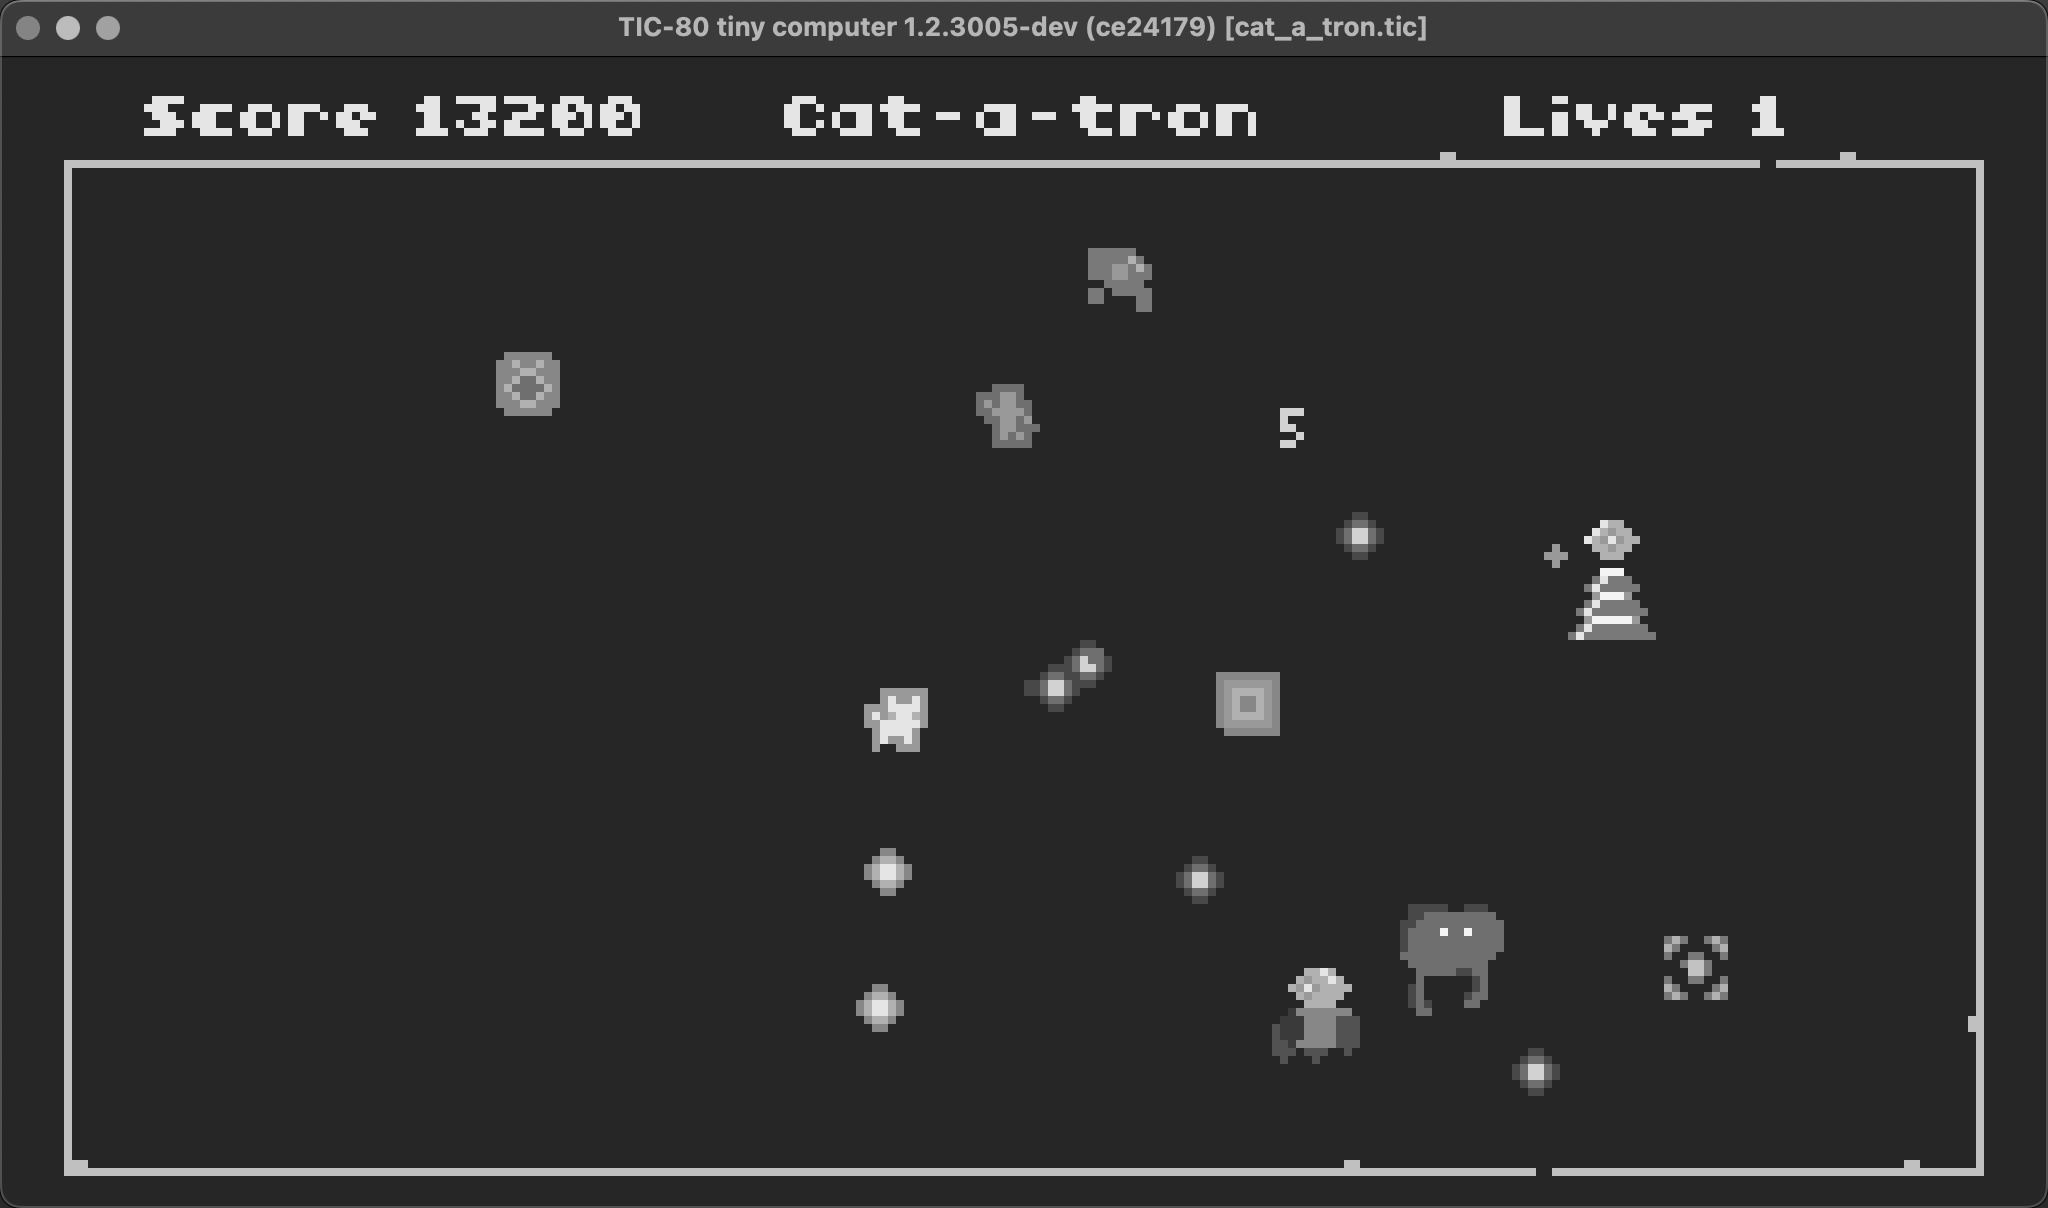 TIC-80 tiny computer 1.2.3005-dev (ce24179) [cat_a_tron.tic]
Score 13200 Cat-a-tron Lives 1
5